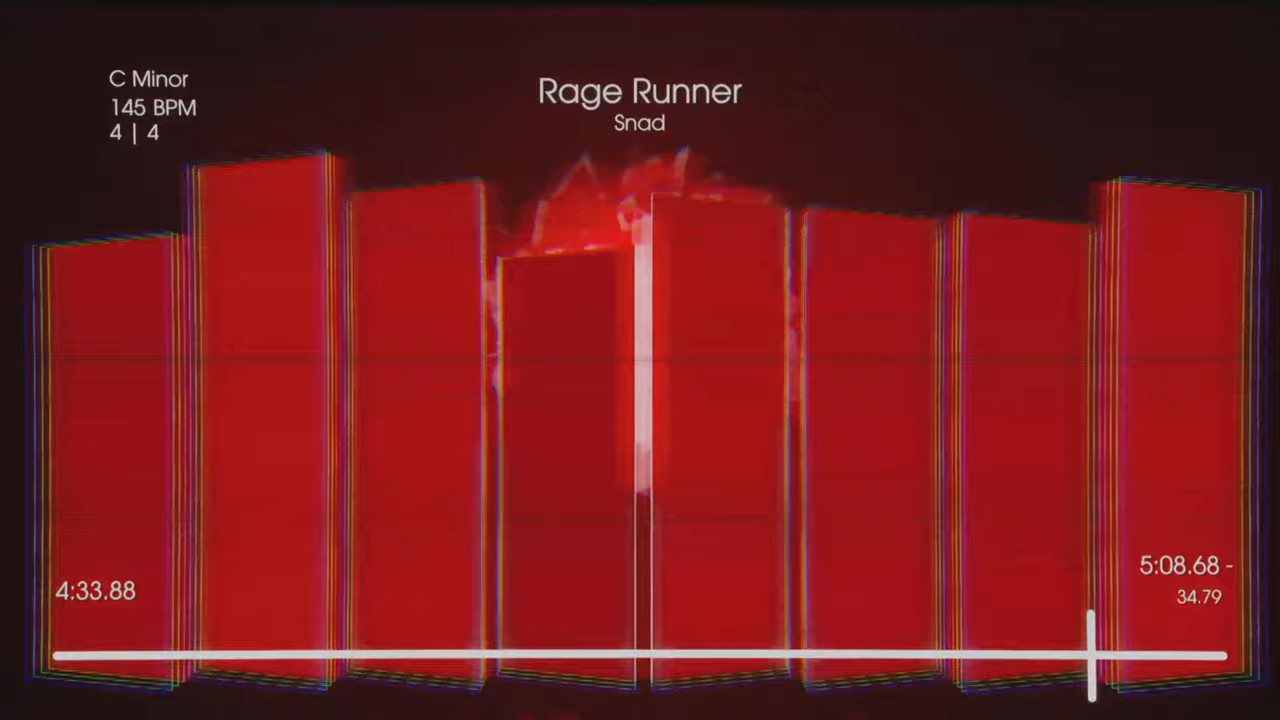 C Minor
145 BPM
4 | 4
Rage Runner
Snad
4:33.88
5:08.68 -
34.79